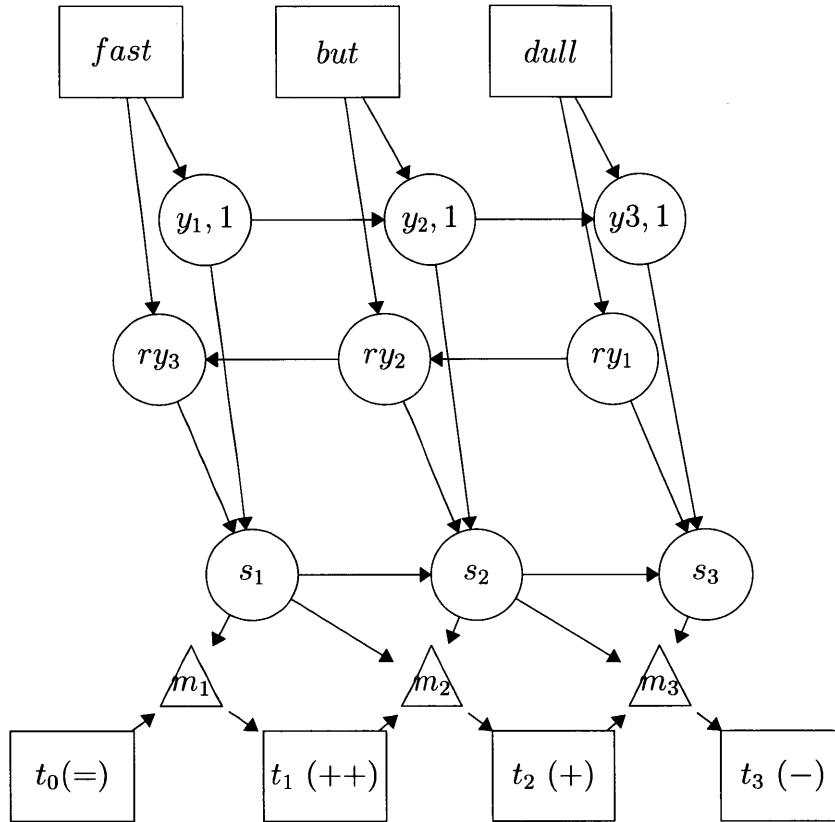 fast but dull
y₁, 1 y₂, 1 y3, 1
ry₃ ry₂ ry₁
s₁ s₂ s₃
m₁ m₂ m₃
t₀(=) t₁ (++) t₂ (+) t₃ (−)